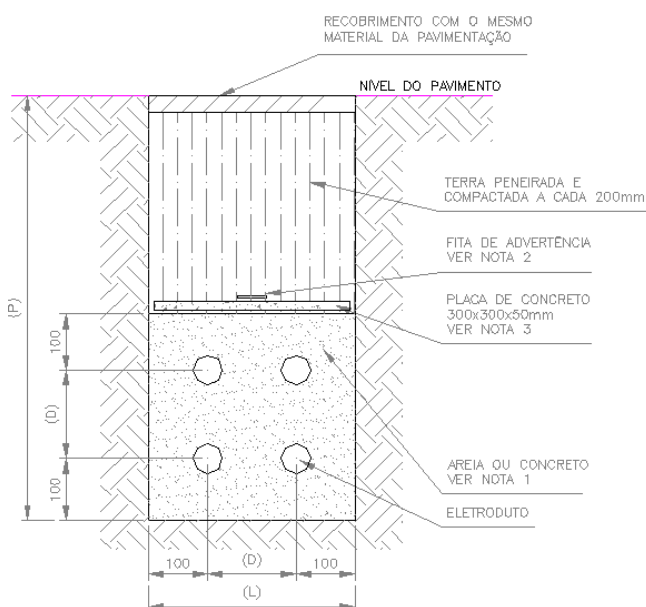 RECOBRIMENTO COM O MESMO
MATERIAL DA PAVIMENTAÇÃO
NÍVEL DO PAVIMENTO
TERRA PENEIRADA E
COMPACTADA A CADA 200mm
FITA DE ADVERTÊNCIA
VER NOTA 2
PLACA DE CONCRETO
300x300x50mm
VER NOTA 3
(P)
100
(D)
100
AREIA OU CONCRETO
VER NOTA 1
ELETRODUTO
100
(D)
100
(L)